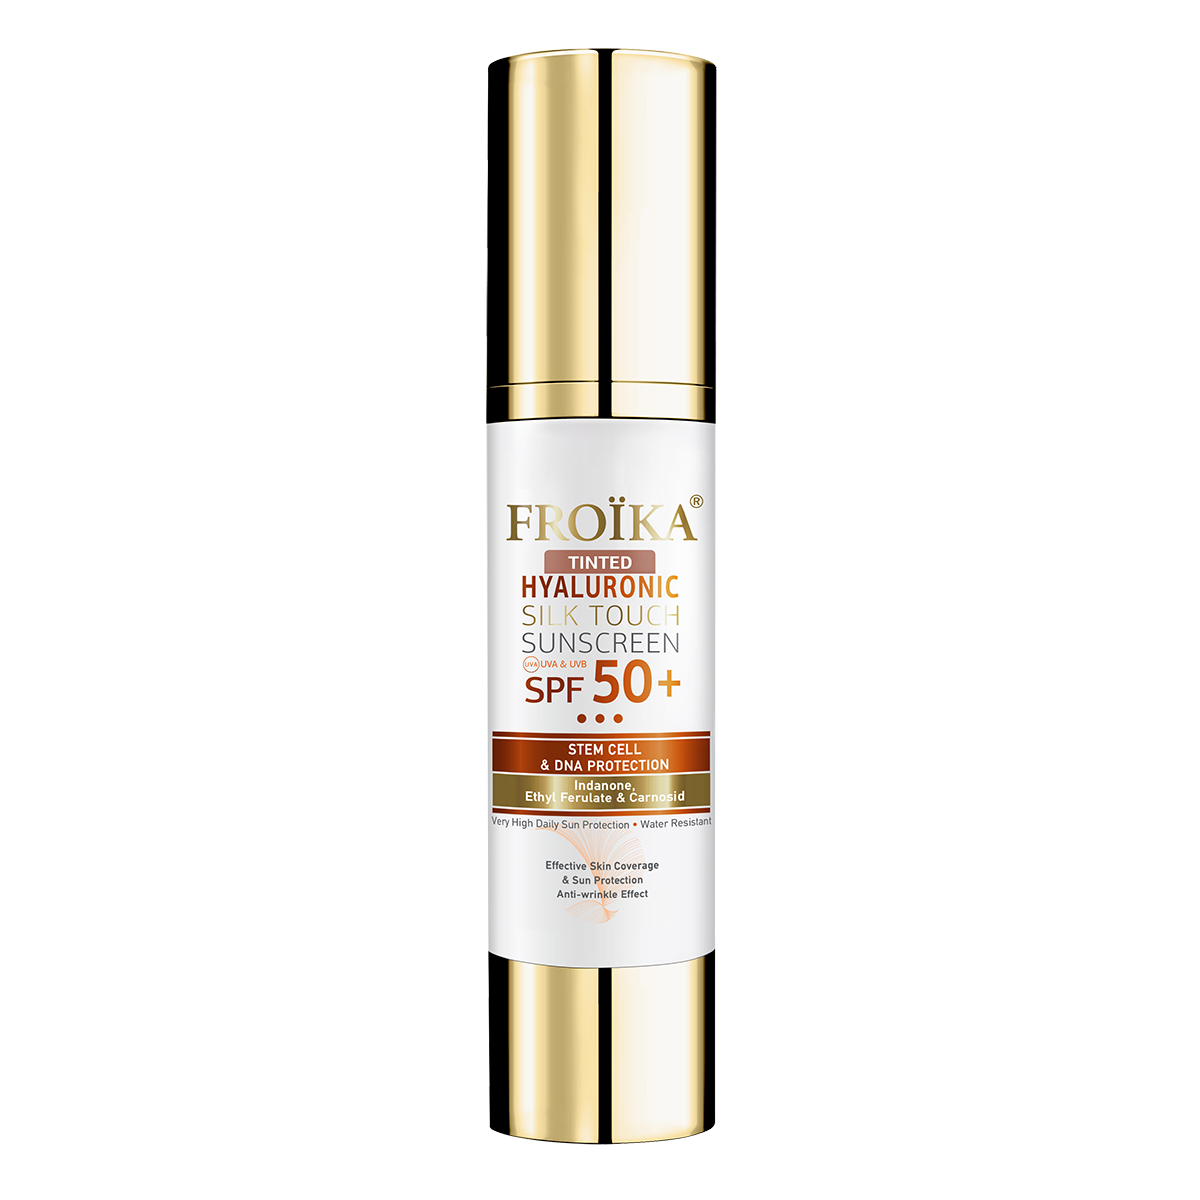 FROÏKA®
TINTED
HYALURONIC
SILK TOUCH
SUNSCREEN
UVA UVA & UVB
SPF 50+
STEM CELL
& DNA PROTECTION
Indanone,
Ethyl Ferulate & Carnosid
Very High Daily Sun Protection • Water Resistant
Effective Skin Coverage
& Sun Protection
Anti-wrinkle Effect